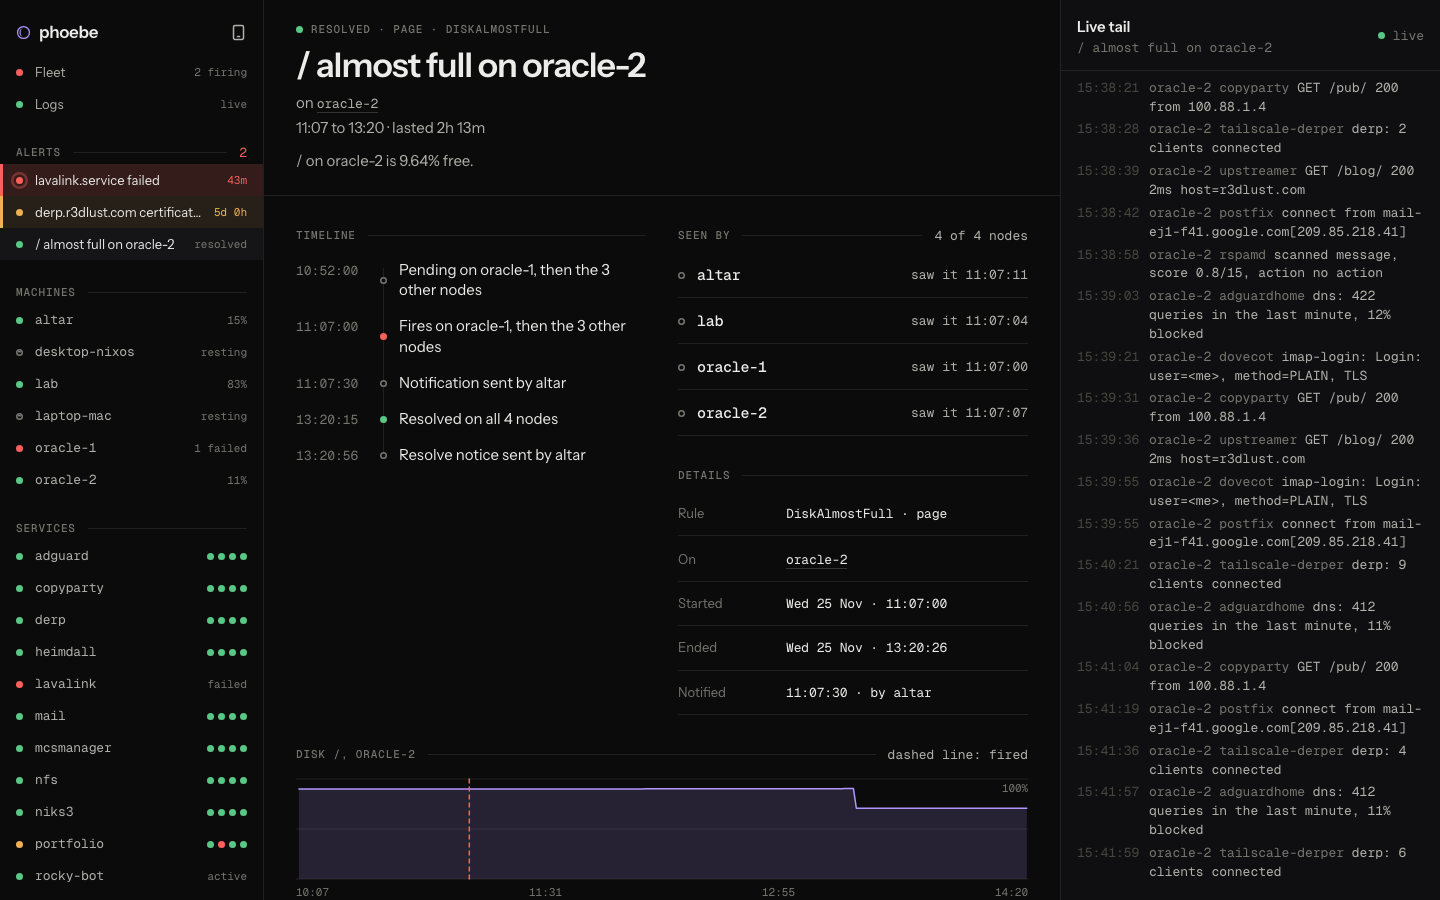 phoebe
Fleet 2 firing
Logs live
ALERTS 2
lavalink.service failed 43m
derp.r3dlust.com certificat... 5d 0h
/ almost full on oracle-2 resolved
MACHINES
altar 15%
desktop-nixos resting
lab 83%
laptop-mac resting
oracle-1 1 failed
oracle-2 11%
SERVICES
adguard
copyparty
derp
heimdall
lavalink failed
mail
mcsmanager
nfs
niks3
portfolio
rocky-bot active
RESOLVED · PAGE · DISKALMOSTFULL
/ almost full on oracle-2
on oracle-2
11:07 to 13:20 · lasted 2h 13m
/ on oracle-2 is 9.64% free.
TIMELINE
10:52:00 Pending on oracle-1, then the 3
other nodes
11:07:00 Fires on oracle-1, then the 3 other
nodes
11:07:30 Notification sent by altar
13:20:15 Resolved on all 4 nodes
13:20:56 Resolve notice sent by altar
SEEN BY 4 of 4 nodes
altar saw it 11:07:11
lab saw it 11:07:04
oracle-1 saw it 11:07:00
oracle-2 saw it 11:07:07
DETAILS
Rule DiskAlmostFull · page
On oracle-2
Started Wed 25 Nov · 11:07:00
Ended Wed 25 Nov · 13:20:26
Notified 11:07:30 · by altar
DISK /, ORACLE-2 dashed line: fired
100%
10:07 11:31 12:55 14:20
Live tail
/ almost full on oracle-2 live
15:38:21 oracle-2 copyparty GET /pub/ 200
from 100.88.1.4
15:38:28 oracle-2 tailscale-derper derp: 2
clients connected
15:38:39 oracle-2 upstreamer GET /blog/ 200
2ms host=r3dlust.com
15:38:42 oracle-2 postfix connect from mail-
ej1-f41.google.com[209.85.218.41]
15:38:58 oracle-2 rspamd scanned message,
score 0.8/15, action no action
15:39:03 oracle-2 adguardhome dns: 422
queries in the last minute, 12%
blocked
15:39:21 oracle-2 dovecot imap-login: Login:
user=<me>, method=PLAIN, TLS
15:39:31 oracle-2 copyparty GET /pub/ 200
from 100.88.1.4
15:39:36 oracle-2 upstreamer GET /blog/ 200
2ms host=r3dlust.com
15:39:55 oracle-2 dovecot imap-login: Login:
user=<me>, method=PLAIN, TLS
15:39:55 oracle-2 postfix connect from mail-
ej1-f41.google.com[209.85.218.41]
15:40:21 oracle-2 tailscale-derper derp: 9
clients connected
15:40:56 oracle-2 adguardhome dns: 412
queries in the last minute, 11%
blocked
15:41:04 oracle-2 copyparty GET /pub/ 200
from 100.88.1.4
15:41:19 oracle-2 postfix connect from mail-
ej1-f41.google.com[209.85.218.41]
15:41:36 oracle-2 tailscale-derper derp: 4
clients connected
15:41:57 oracle-2 adguardhome dns: 412
queries in the last minute, 11%
blocked
15:41:59 oracle-2 tailscale-derper derp: 6
clients connected